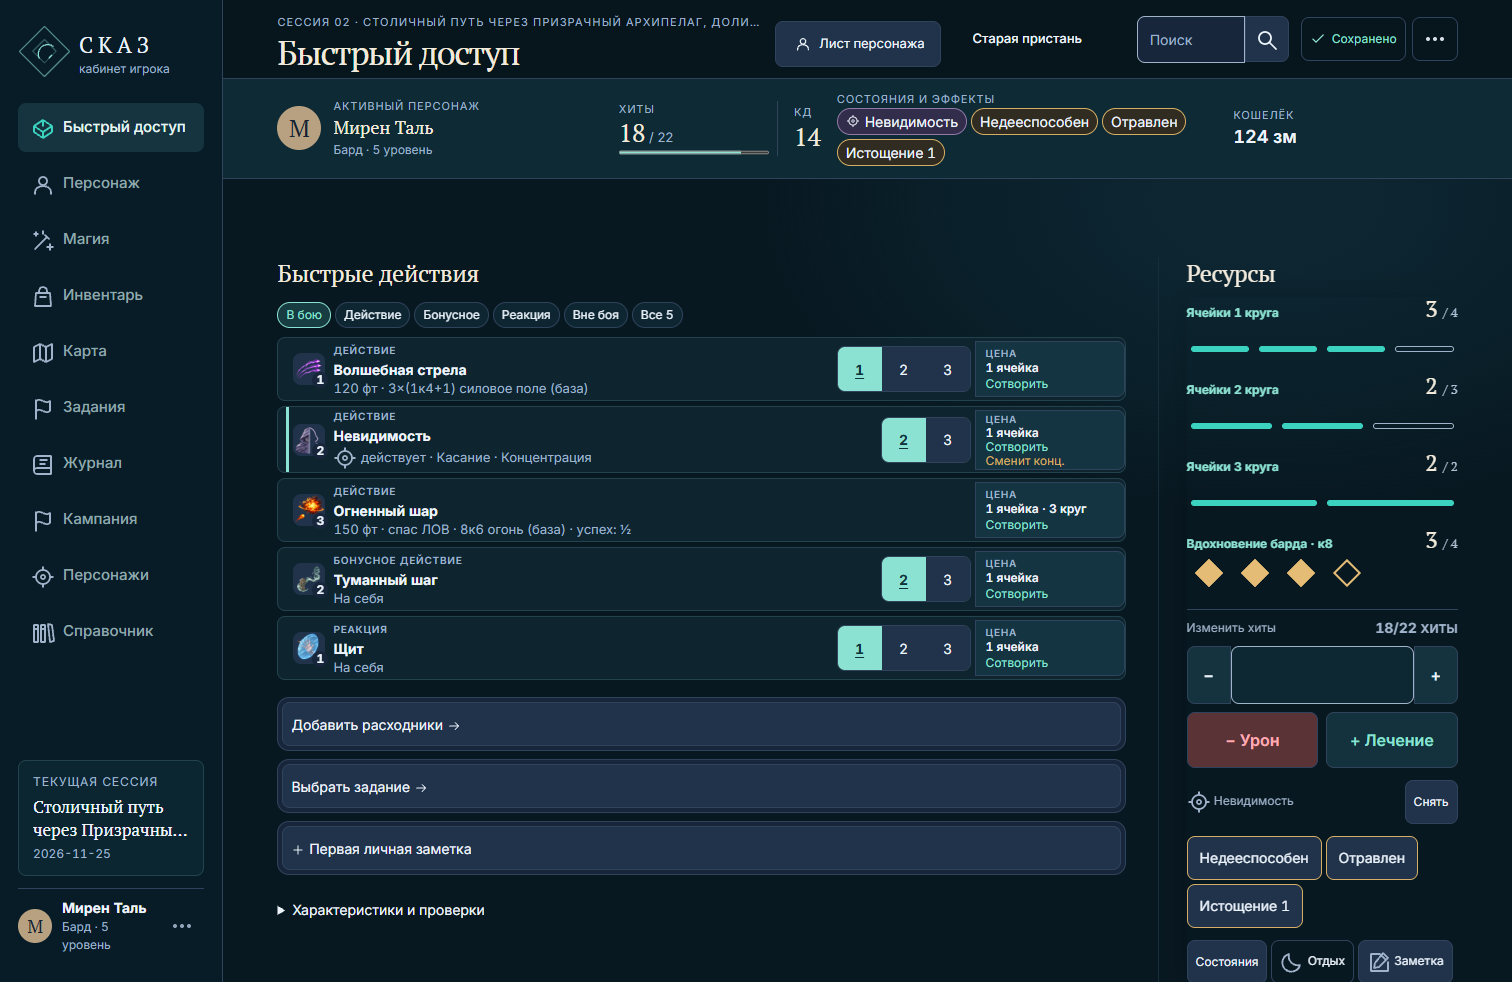 СКАЗ
кабинет игрока
Быстрый доступ
Персонаж
Магия
Инвентарь
Карта
Задания
Журнал
Кампания
Персонажи
Справочник
ТЕКУЩАЯ СЕССИЯ
Столичный путь
через Призрачны...
2026-11-25
М
Мирен Таль
Бард · 5
уровень
СЕССИЯ 02 · СТОЛИЧНЫЙ ПУТЬ ЧЕРЕЗ ПРИЗРАЧНЫЙ АРХИПЕЛАГ, ДОЛИ...
Быстрый доступ
Лист персонажа
Старая пристань
Поиск
Сохранено
М
АКТИВНЫЙ ПЕРСОНАЖ
Мирен Таль
Бард · 5 уровень
ХИТЫ
18 / 22
КД
14
СОСТОЯНИЯ И ЭФФЕКТЫ
Невидимость
Недееспособен
Отравлен
Истощение 1
КОШЕЛЁК
124 зм
Быстрые действия
В бою
Действие
Бонусное
Реакция
Вне боя
Все 5
1
ДЕЙСТВИЕ
Волшебная стрела
120 фт · 3×(1к4+1) силовое поле (база)
1 2 3
ЦЕНА
1 ячейка
Сотворить
2
ДЕЙСТВИЕ
Невидимость
действует · Касание · Концентрация
2 3
ЦЕНА
1 ячейка
Сотворить
Сменит конц.
3
ДЕЙСТВИЕ
Огненный шар
150 фт · спас ЛОВ · 8к6 огонь (база) · успех: ½
ЦЕНА
1 ячейка · 3 круг
Сотворить
2
БОНУСНОЕ ДЕЙСТВИЕ
Туманный шаг
На себя
2 3
ЦЕНА
1 ячейка
Сотворить
1
РЕАКЦИЯ
Щит
На себя
1 2 3
ЦЕНА
1 ячейка
Сотворить
Добавить расходники →
Выбрать задание →
+ Первая личная заметка
Характеристики и проверки
Ресурсы
Ячейки 1 круга 3 / 4
Ячейки 2 круга 2 / 3
Ячейки 3 круга 2 / 2
Вдохновение барда · к8 3 / 4
Изменить хиты 18/22 хиты
− +
− Урон + Лечение
Невидимость Снять
Недееспособен Отравлен
Истощение 1
Состояния Отдых Заметка